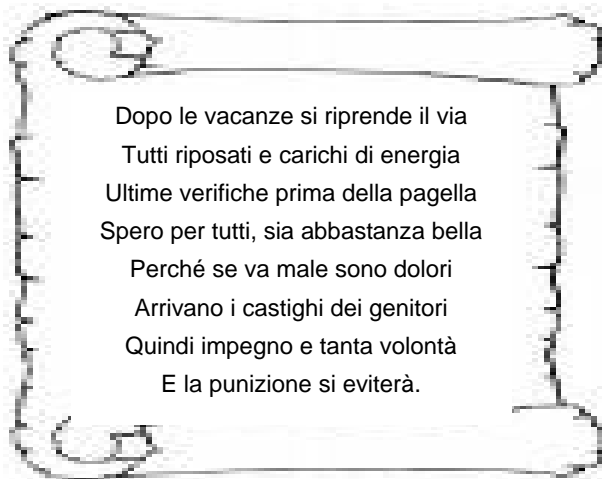 Dopo le vacanze si riprende il via
Tutti riposati e carichi di energia
Ultime verifiche prima della pagella
Spero per tutti, sia abbastanza bella
Perché se va male sono dolori
Arrivano i castighi dei genitori
Quindi impegno e tanta volontà
E la punizione si eviterà.